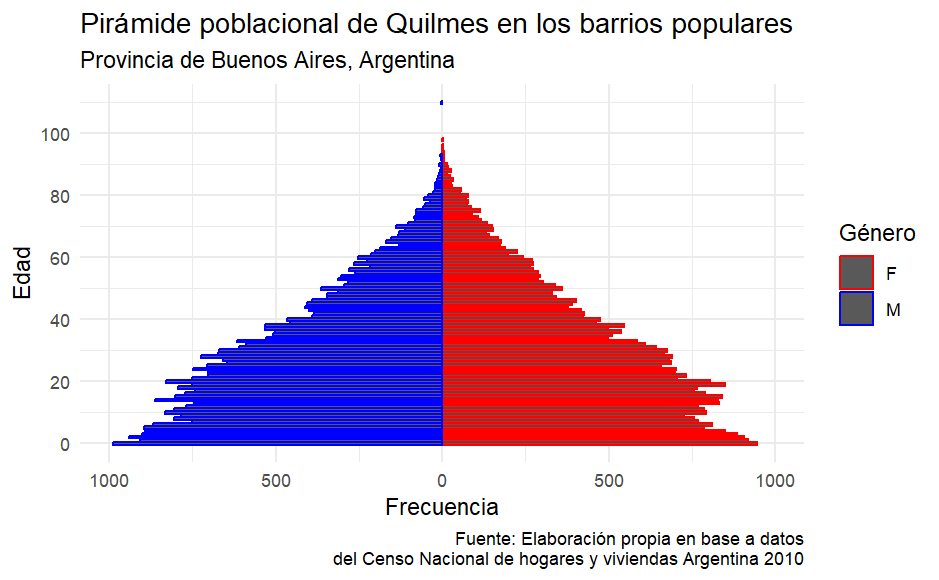 Pirámide poblacional de Quilmes en los barrios populares
Provincia de Buenos Aires, Argentina
100
80
60
40
20
0
Edad
1000 500 0 500 1000
Frecuencia
Género
F
M
Fuente: Elaboración propia en base a datos
del Censo Nacional de hogares y viviendas Argentina 2010